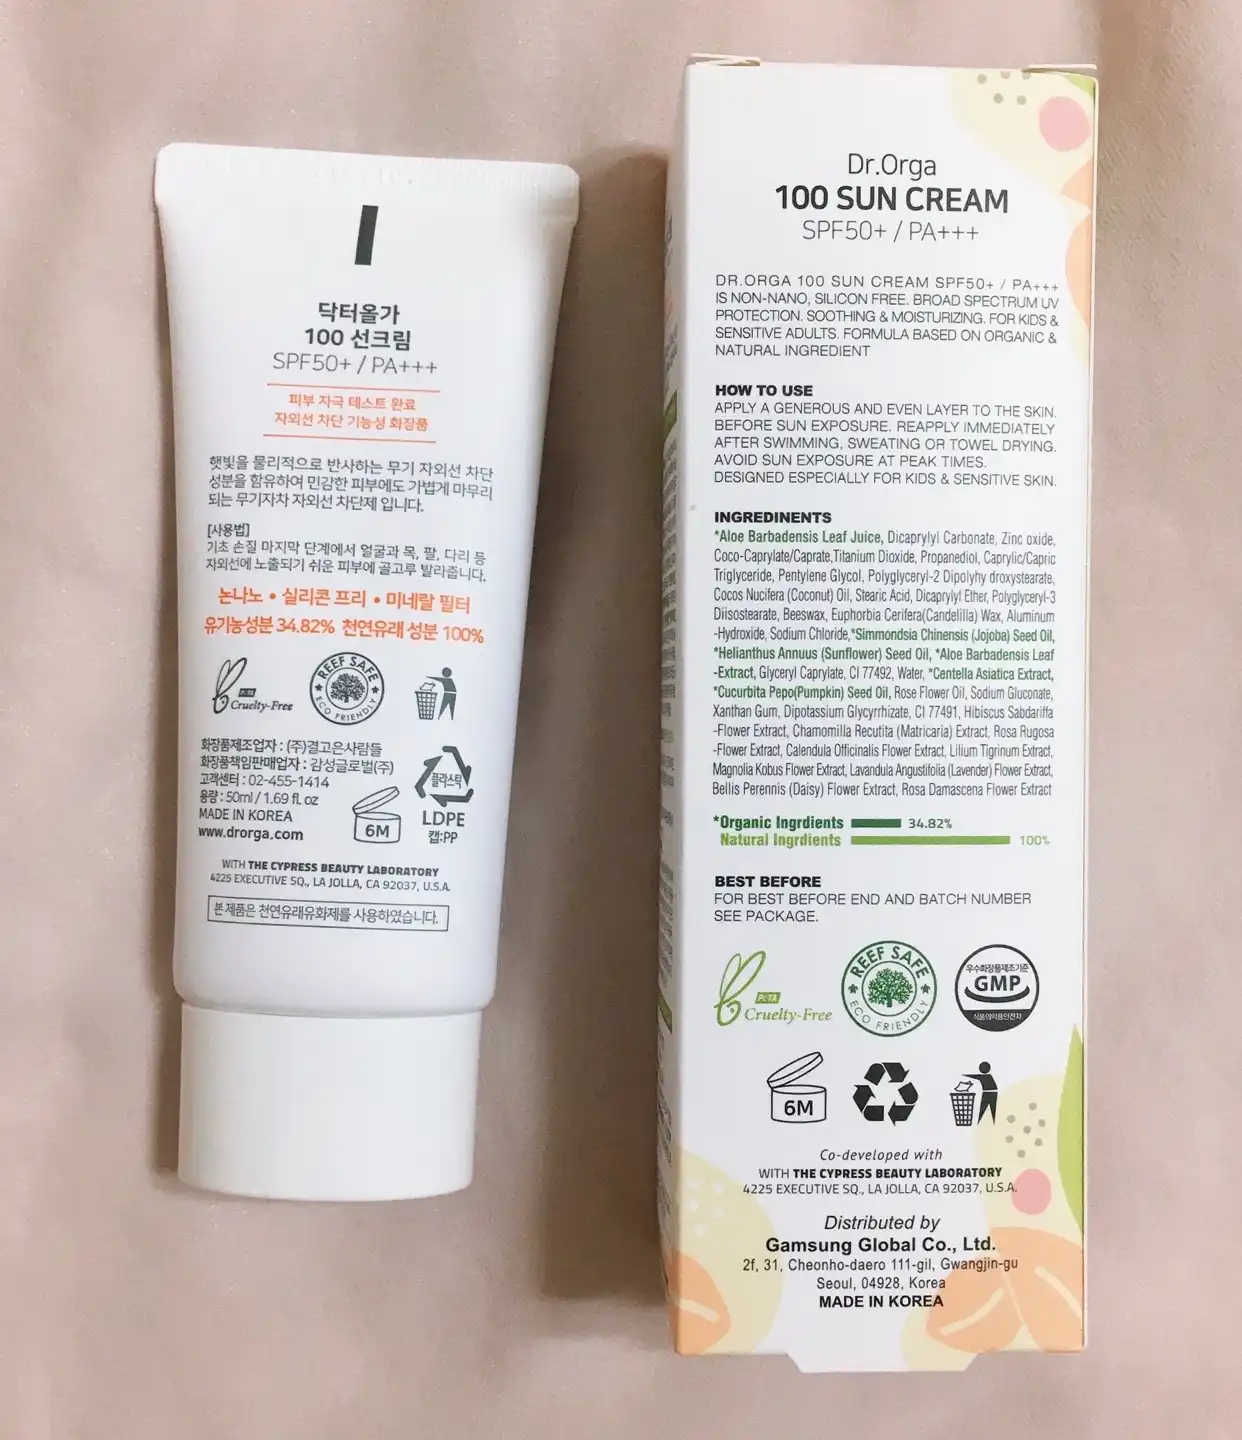 닥터올가
100 선크림
SPF50+ / PA+++
피부 자극 테스트 완료
자외선 차단 기능성 화장품
햇빛을 물리적으로 반사하는 무기 자외선 차단
성분을 함유하여 민감한 피부에도 가볍게 마무리
되는 무기자차 자외선 차단제 입니다.
[사용법]
기초 손질 마지막 단계에서 얼굴과 목, 팔, 다리 등
자외선에 노출되기 쉬운 피부에 골고루 발라줍니다.
논나노 • 실리콘 프리 • 미네랄 필터
유기능성분 34.82% 천연유래 성분 100%
PETA
Cruelty-Free
REEF SAFE
ECO FRIENDLY
화장품제조업자 : (주)결고은사람들
화장품책임판매업자 : 감성글로벌(주)
고객센터 : 02-455-1414
용량 : 50ml / 1.69 fl. oz
MADE IN KOREA
www.drorga.com
6M
플라스틱
LDPE
캡:PP
WITH THE CYPRESS BEAUTY LABORATORY
4225 EXECUTIVE SQ., LA JOLLA, CA 92037, U.S.A.
본 제품은 천연유래유화제를 사용하였습니다.
Dr.Orga
100 SUN CREAM
SPF50+ / PA+++
DR.ORGA 100 SUN CREAM SPF50+ / PA+++
IS NON-NANO, SILICON FREE. BROAD SPECTRUM UV
PROTECTION. SOOTHING & MOISTURIZING. FOR KIDS &
SENSITIVE ADULTS. FORMULA BASED ON ORGANIC &
NATURAL INGREDIENT
HOW TO USE
APPLY A GENEROUS AND EVEN LAYER TO THE SKIN.
BEFORE SUN EXPOSURE. REAPPLY IMMEDIATELY
AFTER SWIMMING, SWEATING OR TOWEL DRYING.
AVOID SUN EXPOSURE AT PEAK TIMES.
DESIGNED ESPECIALLY FOR KIDS & SENSITIVE SKIN.
INGREDINENTS
*Aloe Barbadensis Leaf Juice, Dicaprylyl Carbonate, Zinc oxide,
Coco-Caprylate/Caprate,Titanium Dioxide, Propanediol, Caprylic/Capric
Triglyceride, Pentylene Glycol, Polyglyceryl-2 Dipolyhy droxystearate,
Cocos Nucifera (Coconut) Oil, Stearic Acid, Dicaprylyl Ether, Polyglyceryl-3
Diisostearate, Beeswax, Euphorbia Cerifera(Candelilla) Wax, Aluminum
-Hydroxide, Sodium Chloride,*Simmondsia Chinensis (Jojoba) Seed Oil,
*Helianthus Annuus (Sunflower) Seed Oil, *Aloe Barbadensis Leaf
-Extract, Glyceryl Caprylate, CI 77492, Water, *Centella Asiatica Extract,
*Cucurbita Pepo(Pumpkin) Seed Oil, Rose Flower Oil, Sodium Gluconate,
Xanthan Gum, Dipotassium Glycyrrhizate, CI 77491, Hibiscus Sabdariffa
-Flower Extract, Chamomilla Recutita (Matricaria) Extract, Rosa Rugosa
-Flower Extract, Calendula Officinalis Flower Extract, Lilium Tigrinum Extract,
Magnolia Kobus Flower Extract, Lavandula Angustifolia (Lavender) Flower Extract,
Bellis Perennis (Daisy) Flower Extract, Rosa Damascena Flower Extract
*Organic Ingrdients 34.82%
Natural Ingrdients 100%
BEST BEFORE
FOR BEST BEFORE END AND BATCH NUMBER
SEE PACKAGE.
PETA
Cruelty-Free
REEF SAFE
ECO FRIENDLY
우수화장품제조기준
GMP
식품의약품안전처
6M
Co-developed with
WITH THE CYPRESS BEAUTY LABORATORY
4225 EXECUTIVE SQ., LA JOLLA, CA 92037, U.S.A.
Distributed by
Gamsung Global Co., Ltd.
2f, 31, Cheonho-daero 111-gil, Gwangjin-gu
Seoul, 04928, Korea
MADE IN KOREA